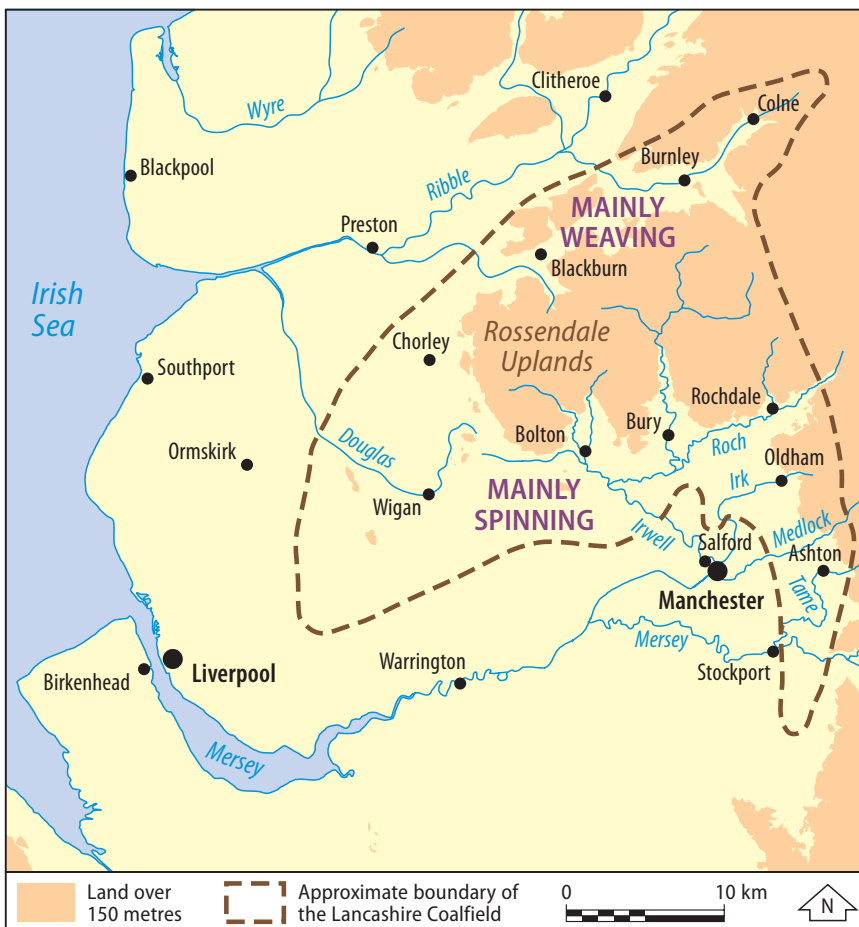 Clitheroe
Colne
Wyre
Burnley
Blackpool
Ribble
MAINLY
WEAVING
Preston
Blackburn
Irish
Sea
Rossendale
Uplands
Chorley
Southport
Rochdale
Bury
Bolton
Roch
Ormskirk
Douglas
Oldham
Irk
Wigan
MAINLY
SPINNING
Irwell
Medlock
Salford
Ashton
Manchester
Tame
Mersey
Warrington
Stockport
Liverpool
Birkenhead
Mersey
Land over
150 metres
Approximate boundary of
the Lancashire Coalfield
0 10 km
N